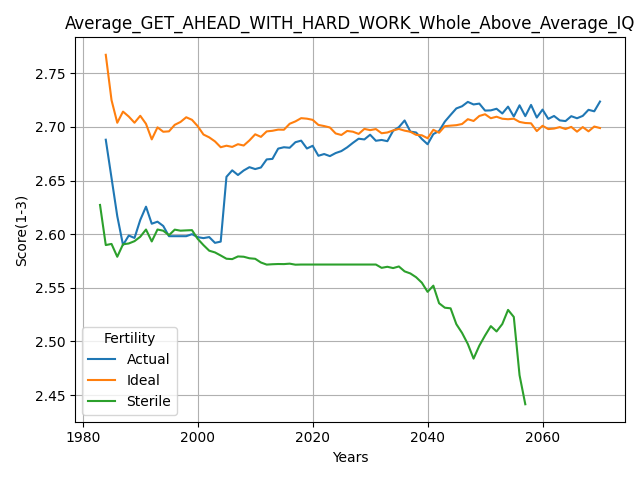 Average_GET_AHEAD_WITH_HARD_WORK_Whole_Above_Average_IQ
Score(1-3)
2.75
2.70
2.65
2.60
2.55
2.50
2.45
Fertility
Actual
Ideal
Sterile
1980 2000 2020 2040 2060
Years